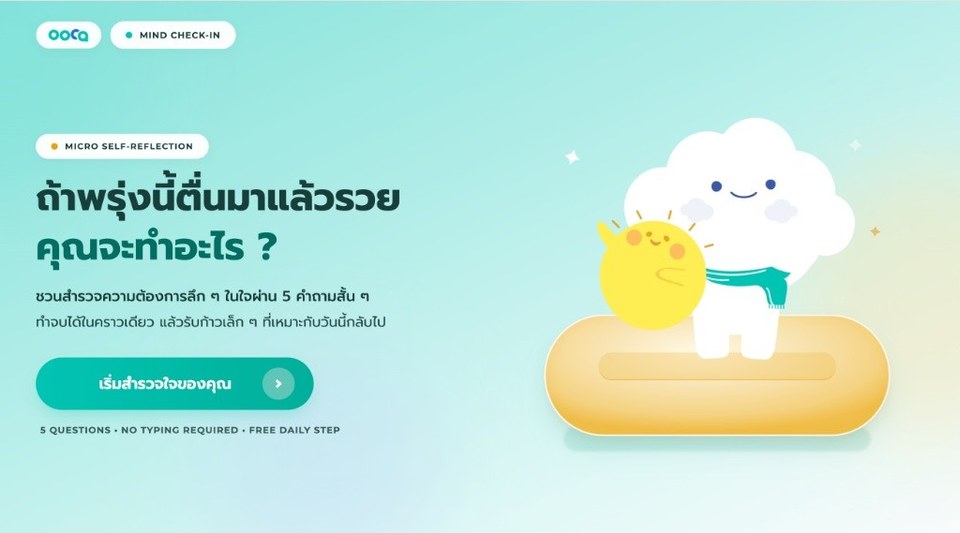 ooca
MIND CHECK-IN
MICRO SELF-REFLECTION
ถ้าพรุ่งนี้ตื่นมาแล้วรวย
คุณจะทำอะไร ?
ชวนสำรวจความต้องการลึก ๆ ในใจผ่าน 5 คำถามสั้น ๆ
ทำจบได้ในคราวเดียว แล้วรับก้าวเล็ก ๆ ที่เหมาะกับวันนี้กลับไป
เริ่มสำรวจใจของคุณ
5 QUESTIONS • NO TYPING REQUIRED • FREE DAILY STEP